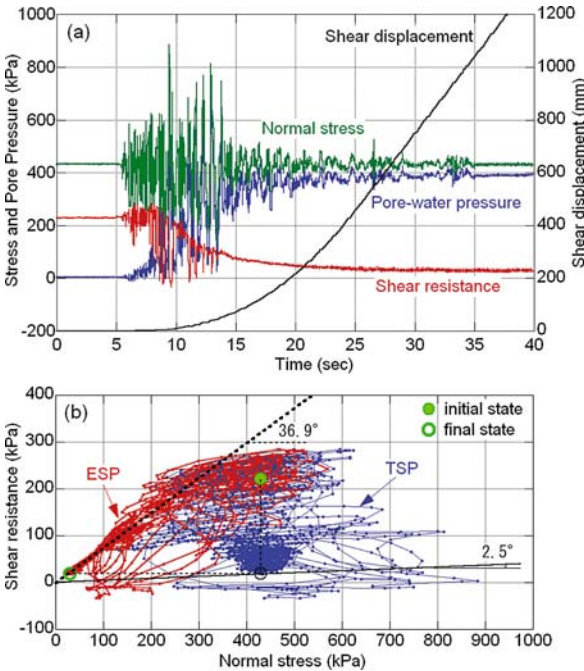 (a)
Shear displacement
Normal stress
Pore-water pressure
Shear resistance
Stress and Pore Pressure (kPa)
1000
800
600
400
200
0
-200
Shear displacement (mm)
1200
1000
800
600
400
200
0
0 5 10 15 20 25 30 35 40
Time (sec)
(b)
36.9°
initial state
final state
ESP
TSP
2.5°
Shear resistance (kPa)
400
300
200
100
0
-100
0 100 200 300 400 500 600 700 800 900 1000
Normal stress (kPa)